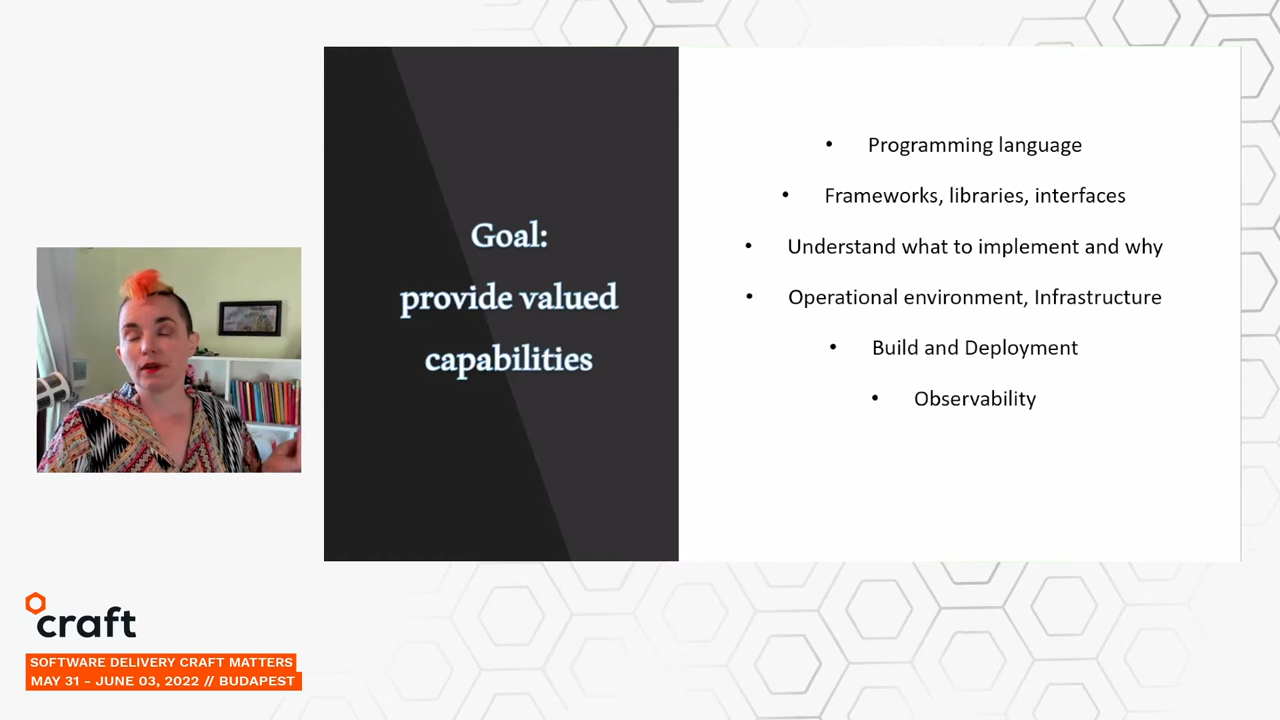 Goal:
provide valued
capabilities
• Programming language
• Frameworks, libraries, interfaces
• Understand what to implement and why
• Operational environment, Infrastructure
• Build and Deployment
• Observability
craft
SOFTWARE DELIVERY CRAFT MATTERS
MAY 31 - JUNE 03, 2022 // BUDAPEST